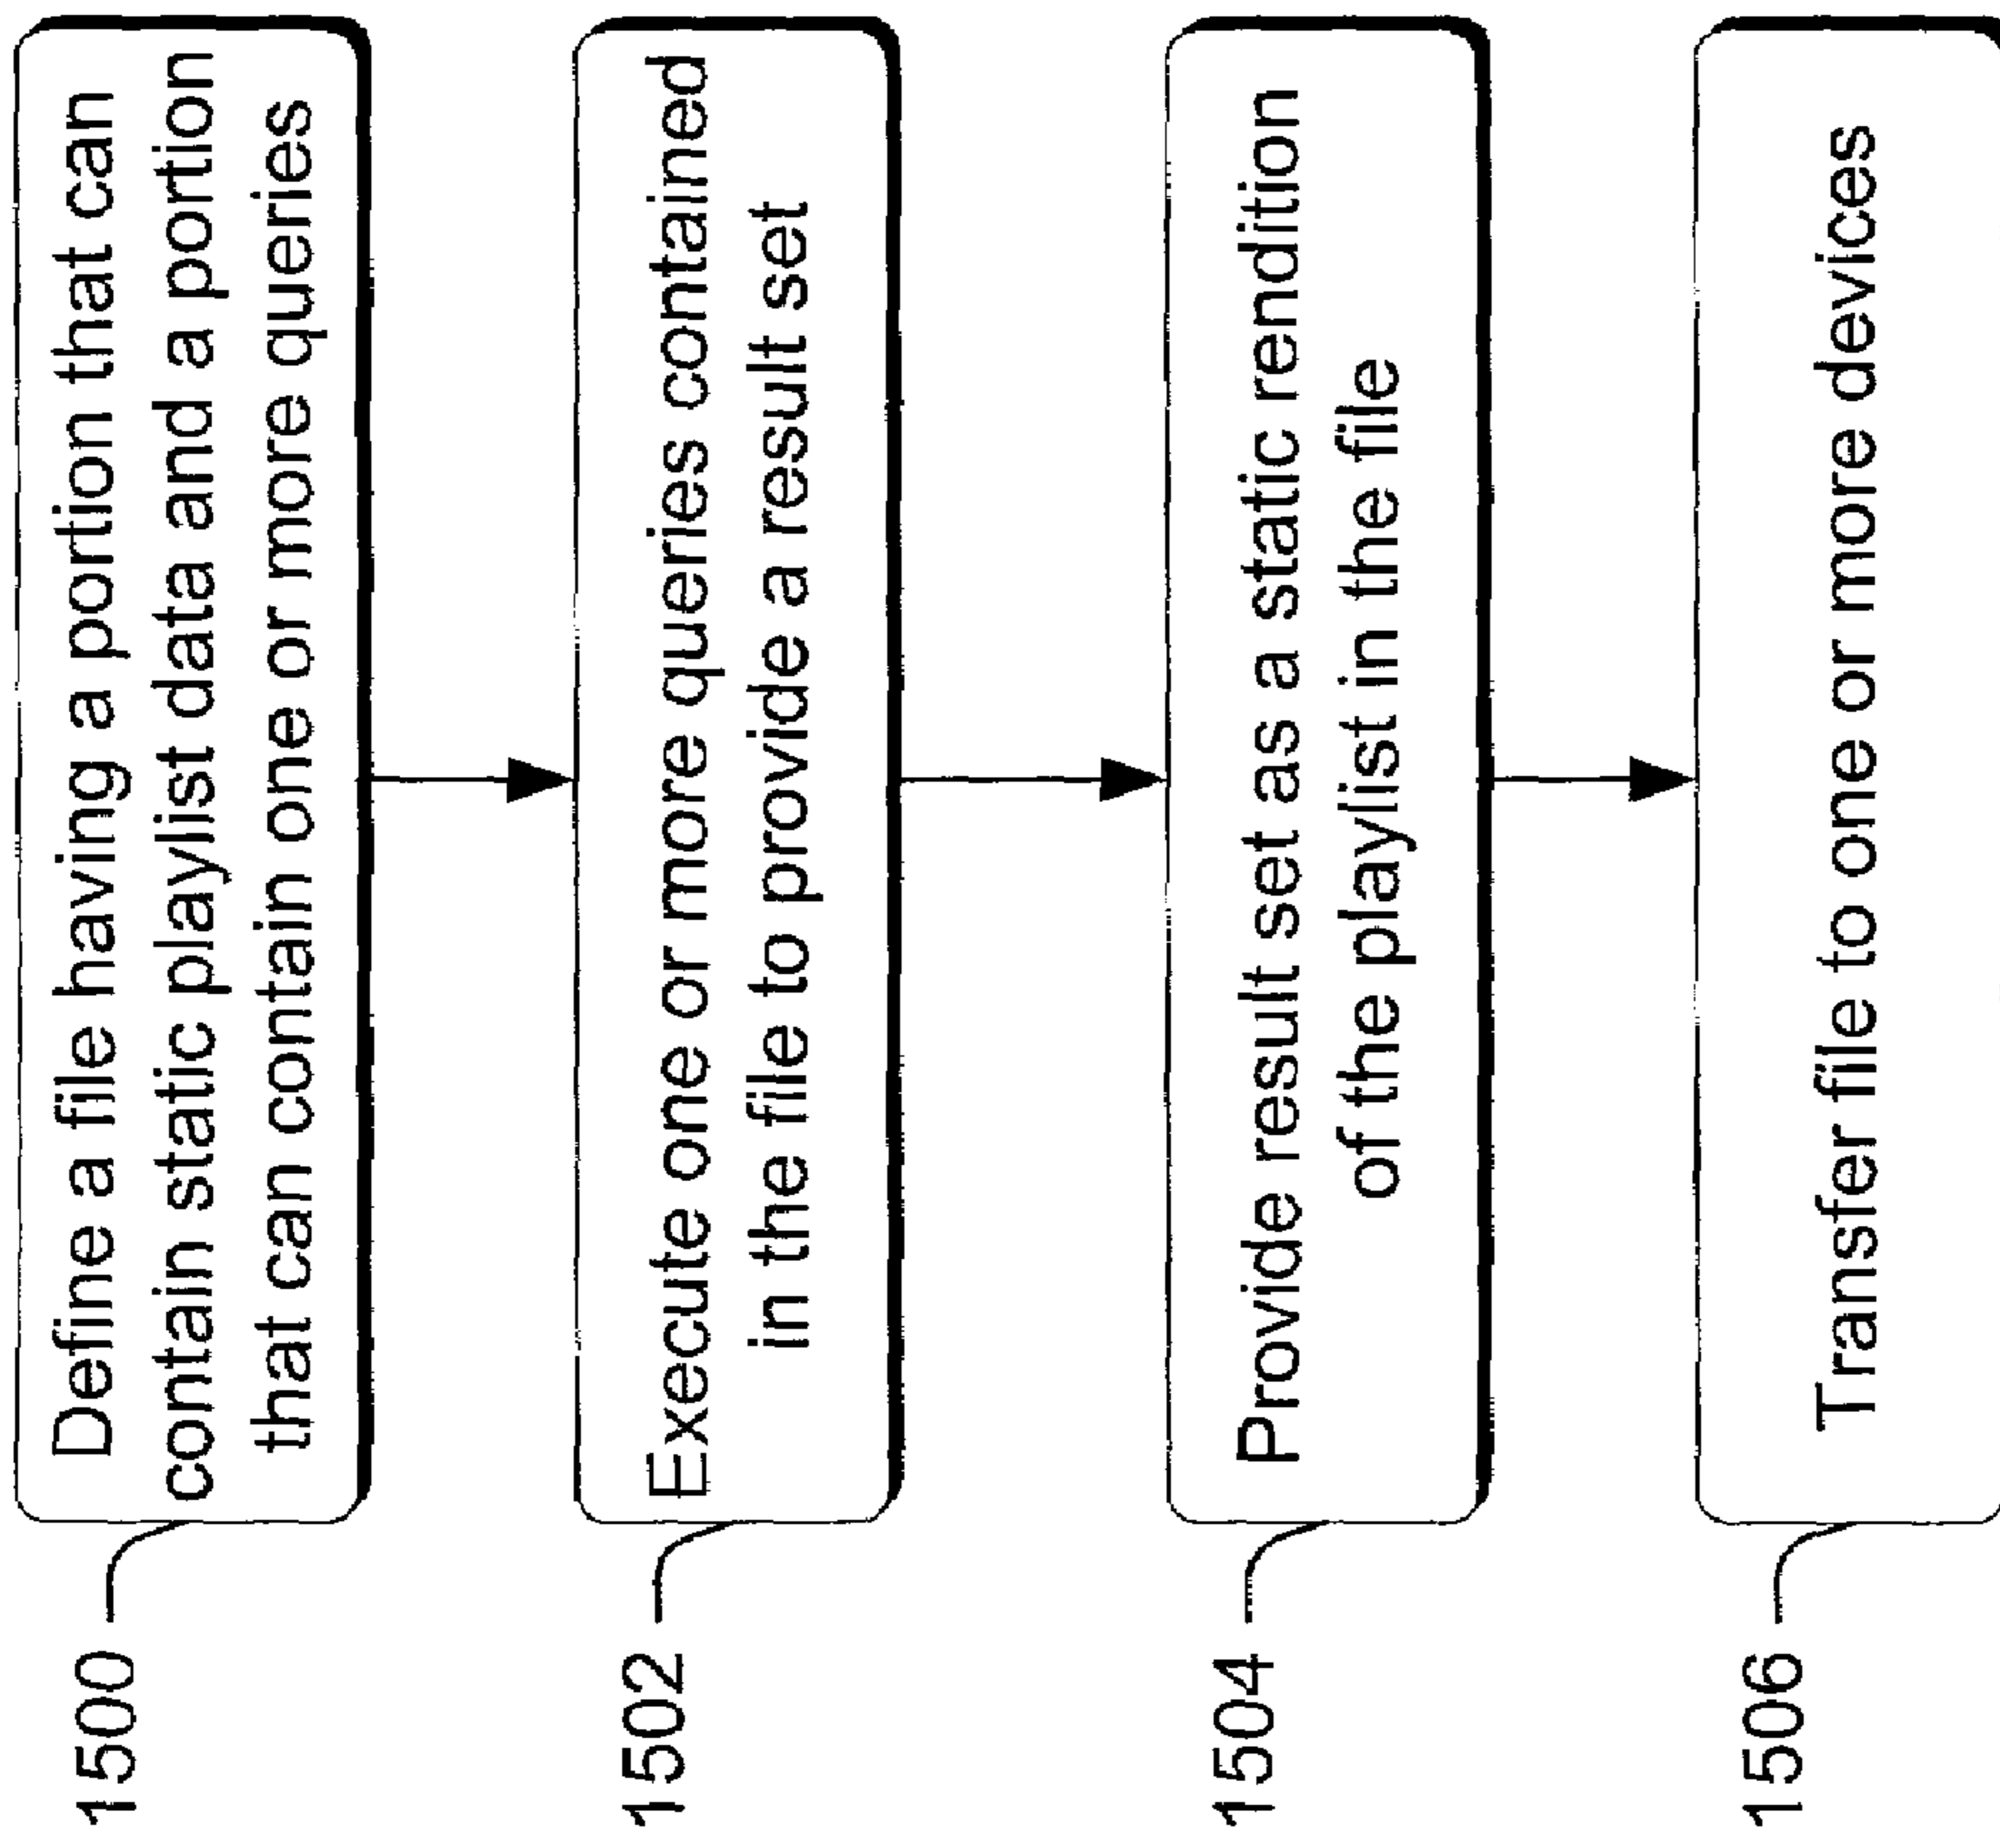 1500
Define a file having a portion that can
contain static playlist data and a portion
that can contain one or more queries
1502
Execute one or more queries contained
in the file to provide a result set
1504
Provide result set as a static rendition
of the playlist in the file
1506
Transfer file to one or more devices